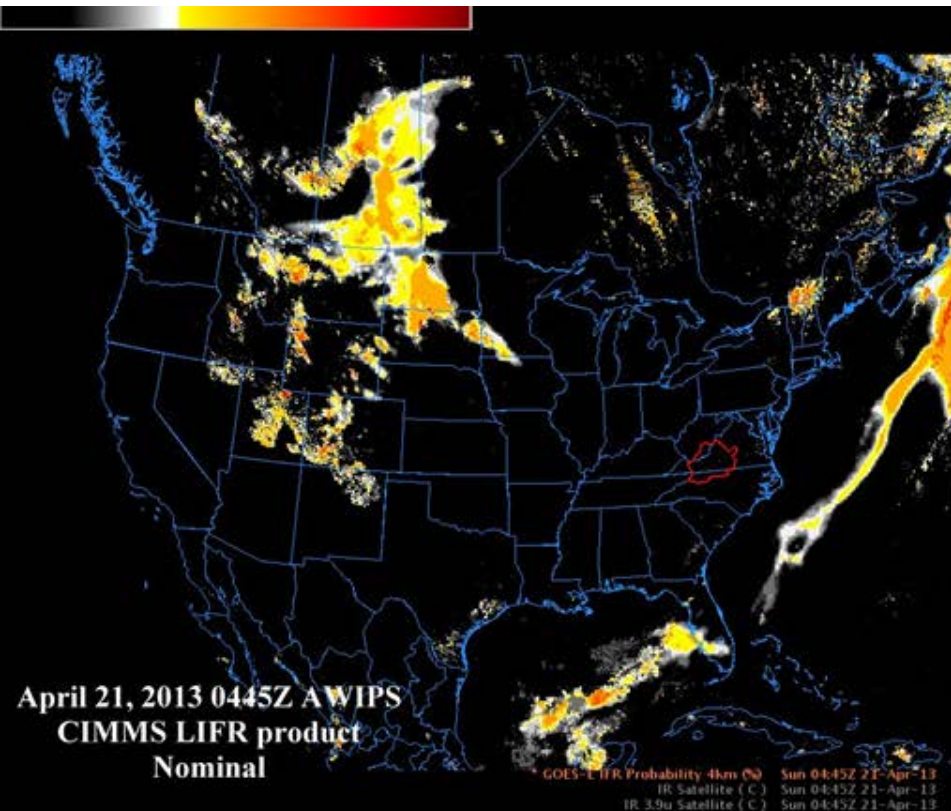 April 21, 2013 0445Z AWIPS
CIMMS LIFR product
Nominal
GOES-E IFR Probability 4km (%) Sun 04:45Z 21-Apr-13
IR Satellite ( C ) Sun 04:45Z 21-Apr-13
IR 3.9u Satellite ( C ) Sun 04:45Z 21-Apr-13